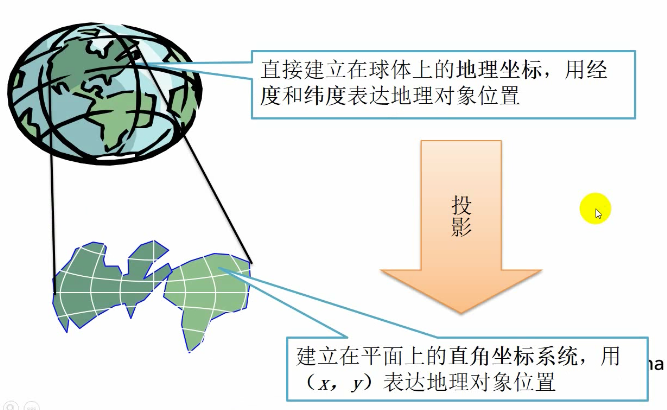 直接建立在球体上的地理坐标，用经
度和纬度表达地理对象位置
投
影
建立在平面上的直角坐标系统，用
（x，y）表达地理对象位置
na